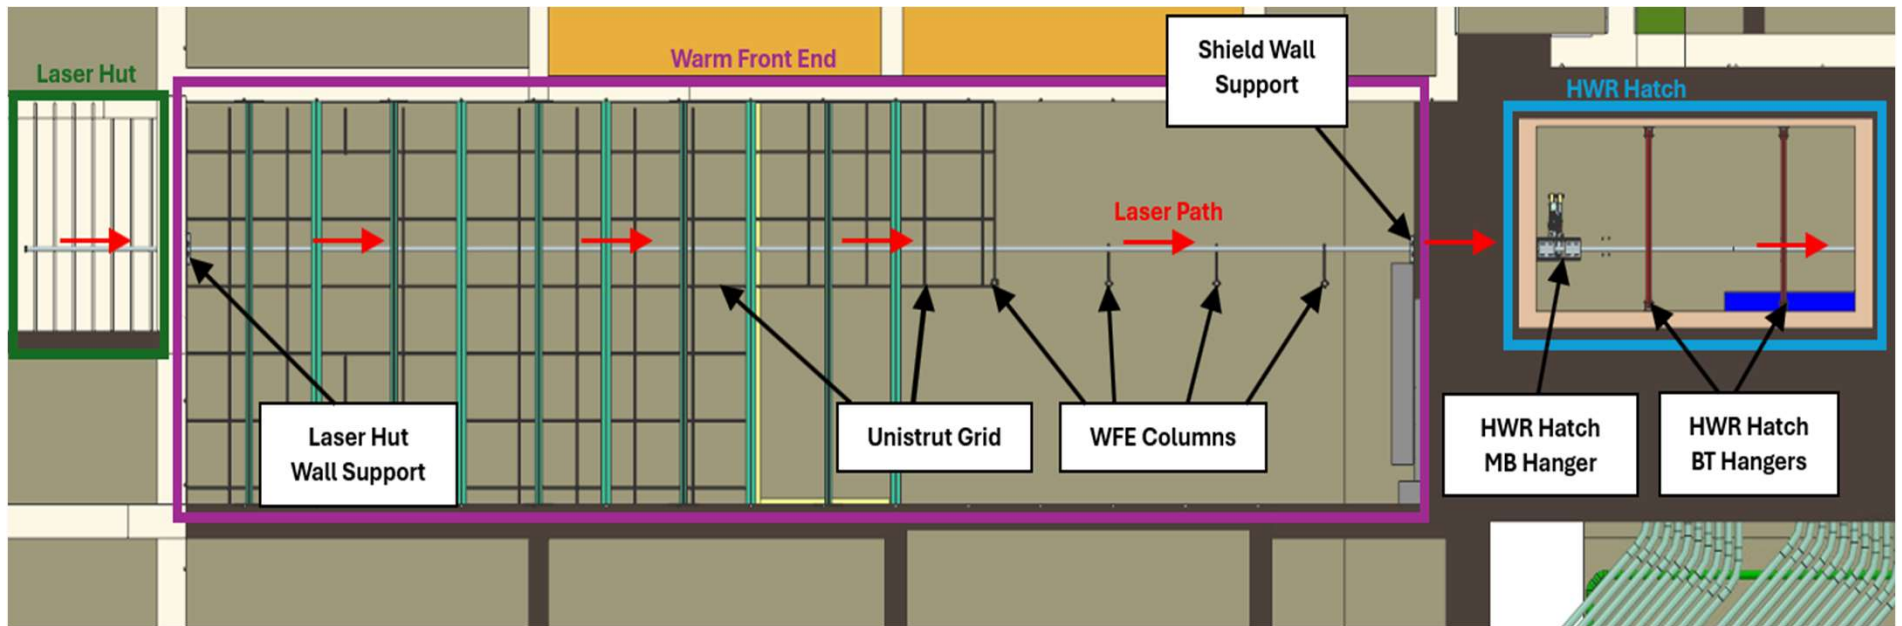 Laser Hut
Warm Front End
Shield Wall
Support
HWR Hatch
Laser Path
Laser Hut
Wall Support
Unistrut Grid
WFE Columns
HWR Hatch
MB Hanger
HWR Hatch
BT Hangers